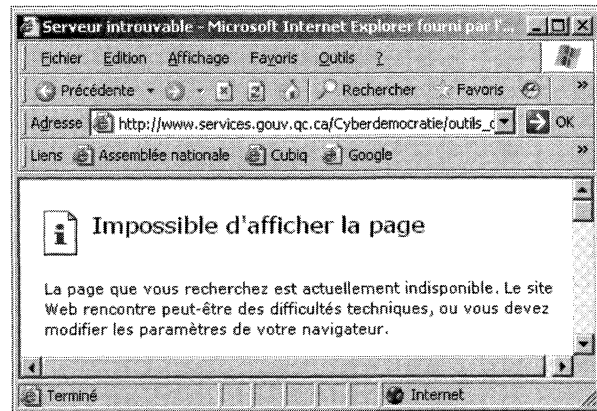 Serveur introuvable - Microsoft Internet Explorer fourni par l'...
Fichier Edition Affichage Favoris Outils ?
Précédente Rechercher Favoris »
Adresse http://www.services.gouv.qc.ca/Cyberdemocratie/outils_c OK
Liens Assemblée nationale Cubiq Google »
Impossible d'afficher la page
La page que vous recherchez est actuellement indisponible. Le site
Web rencontre peut-être des difficultés techniques, ou vous devez
modifier les paramètres de votre navigateur.
Terminé Internet